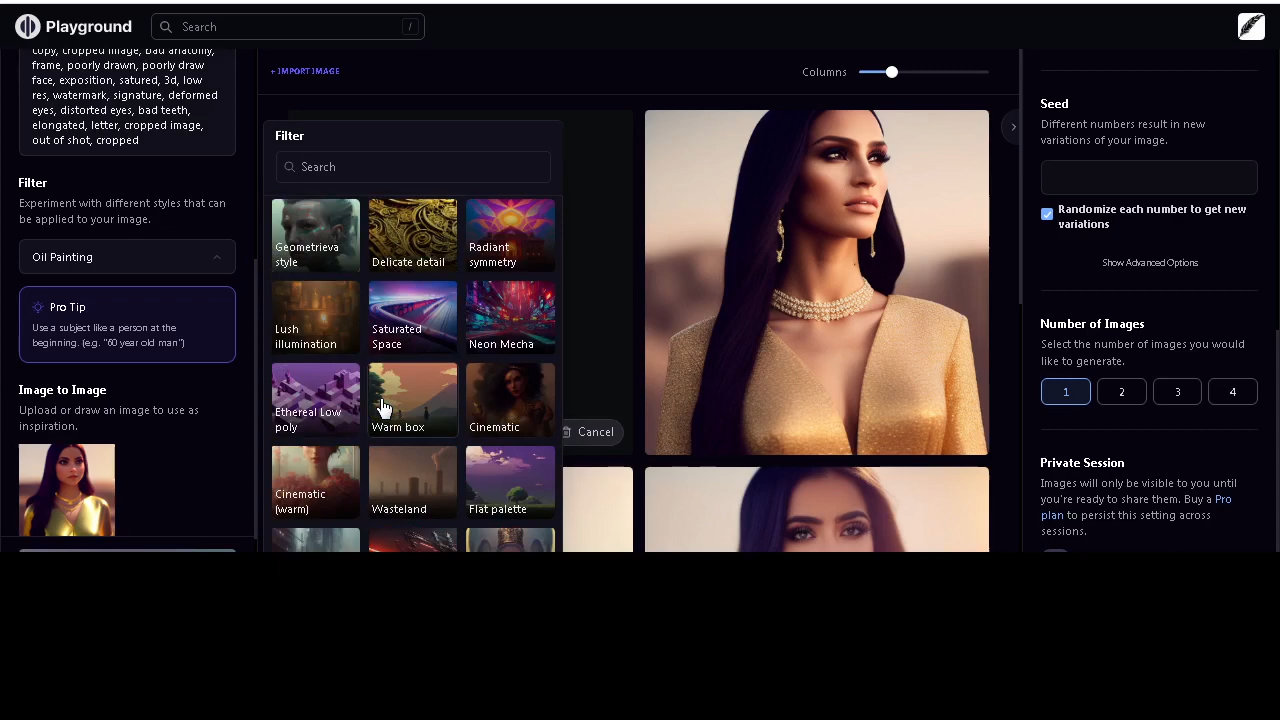 Playground
Search
/
copy, cropped image, bad anatomy,
frame, poorly drawn, poorly draw
face, exposition, satured, 3d, low
res, watermark, signature, deformed
eyes, distorted eyes, bad teeth,
elongated, letter, cropped image,
out of shot, cropped
Filter
Experiment with different styles that can
be applied to your image.
Oil Painting
Pro Tip
Use a subject like a person at the
beginning. (e.g. "60 year old man")
Image to Image
Upload or draw an image to use as
inspiration.
+ IMPORT IMAGE
Columns
Filter
Search
Geometrieva
style
Delicate detail
Radiant
symmetry
Lush
illumination
Saturated
Space
Neon Mecha
Ethereal Low
poly
Warm box
Cinematic
Cinematic
(warm)
Wasteland
Flat palette
Cancel
Seed
Different numbers result in new
variations of your image.
Randomize each number to get new
variations
Show Advanced Options
Number of Images
Select the number of images you would
like to generate.
1
2
3
4
Private Session
Images will only be visible to you until
you're ready to share them. Buy a Pro
plan to persist this setting across
sessions.